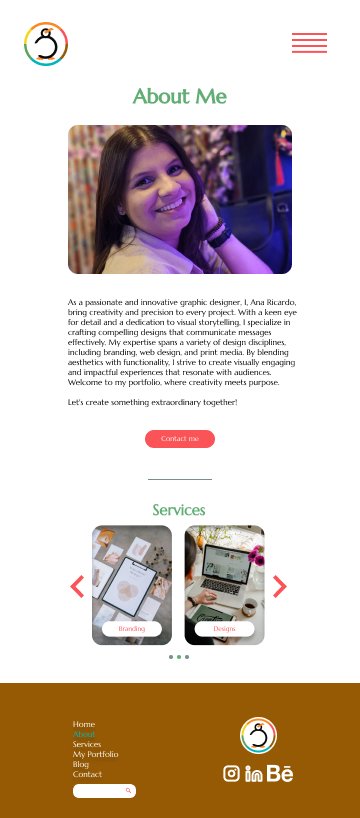 About Me
As a passionate and innovative graphic designer, I, Ana Ricardo,
bring creativity and precision to every project. With a keen eye
for detail and a dedication to visual storytelling, I specialize in
crafting compelling designs that communicate messages
effectively. My expertise spans a variety of design disciplines,
including branding, web design, and print media. By blending
aesthetics with functionality, I strive to create visually engaging
and impactful experiences that resonate with audiences.
Welcome to my portfolio, where creativity meets purpose.
Let's create something extraordinary together!
Contact me
Services
Branding
Designs
Home
About
Services
My Portfolio
Blog
Contact
in
Bē